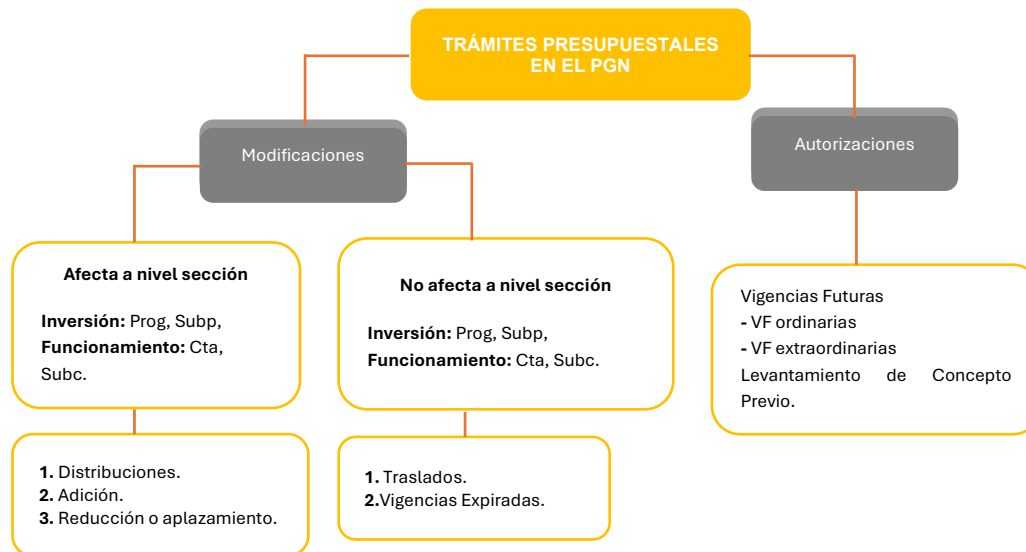 TRÁMITES PRESUPUESTALES
EN EL PGN
Modificaciones
Autorizaciones
Afecta a nivel sección
Inversión: Prog, Subp,
Funcionamiento: Cta,
Subc.
No afecta a nivel sección
Inversión: Prog, Subp,
Funcionamiento: Cta, Subc.
Vigencias Futuras
- VF ordinarias
- VF extraordinarias
Levantamiento de Concepto
Previo.
1. Distribuciones.
2. Adición.
3. Reducción o aplazamiento.
1. Traslados.
2.Vigencias Expiradas.